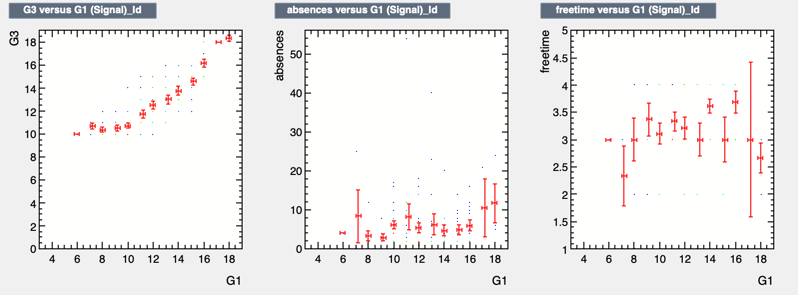 G3 versus G1 (Signal)_Id
G3
18
16
14
12
10
8
6
4
2
0
4 6 8 10 12 14 16 18
G1
absences versus G1 (Signal)_Id
absences
50
40
30
20
10
0
4 6 8 10 12 14 16 18
G1
freetime versus G1 (Signal)_Id
freetime
5
4.5
4
3.5
3
2.5
2
1.5
1
4 6 8 10 12 14 16 18
G1